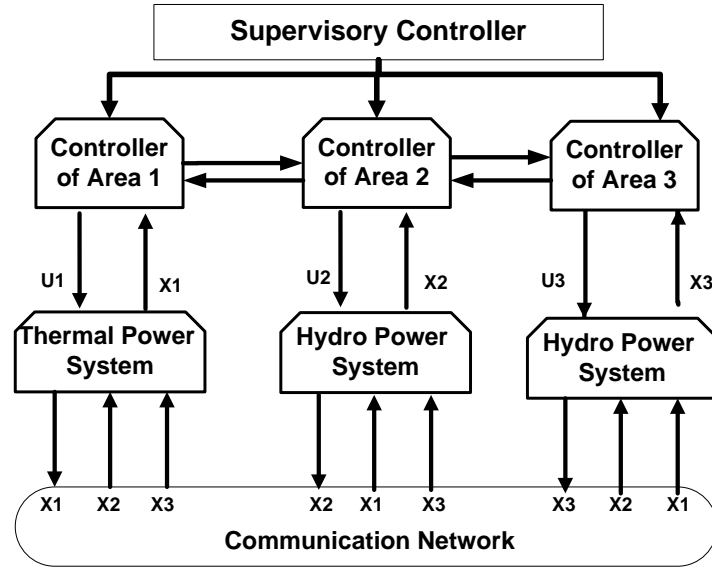 Supervisory Controller
Controller
of Area 1
Controller
of Area 2
Controller
of Area 3
U1
X1
U2
X2
U3
X3
Thermal Power
System
Hydro Power
System
Hydro Power
System
X1
X2
X3
X2
X1
X3
X3
X2
X1
Communication Network